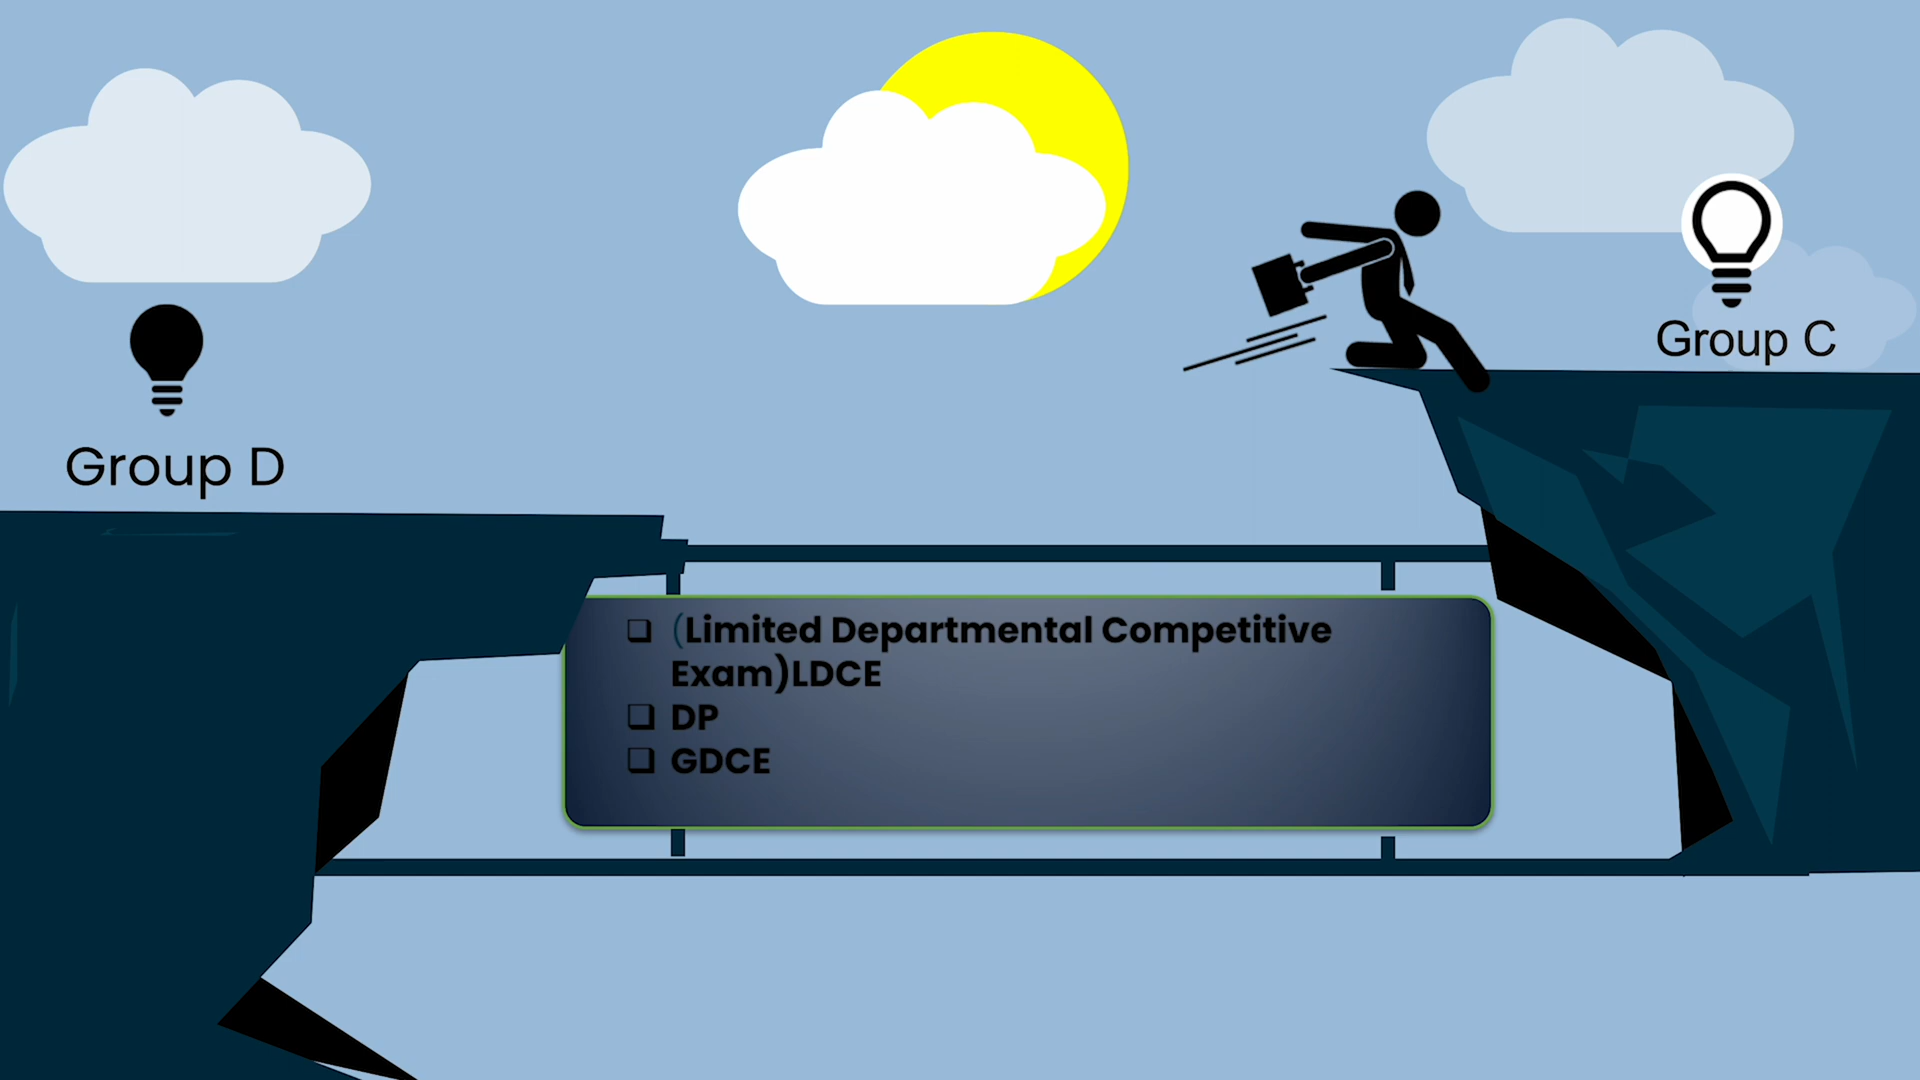 Group C
Group D
❑ (Limited Departmental Competitive
Exam)LDCE
❑ DP
❑ GDCE